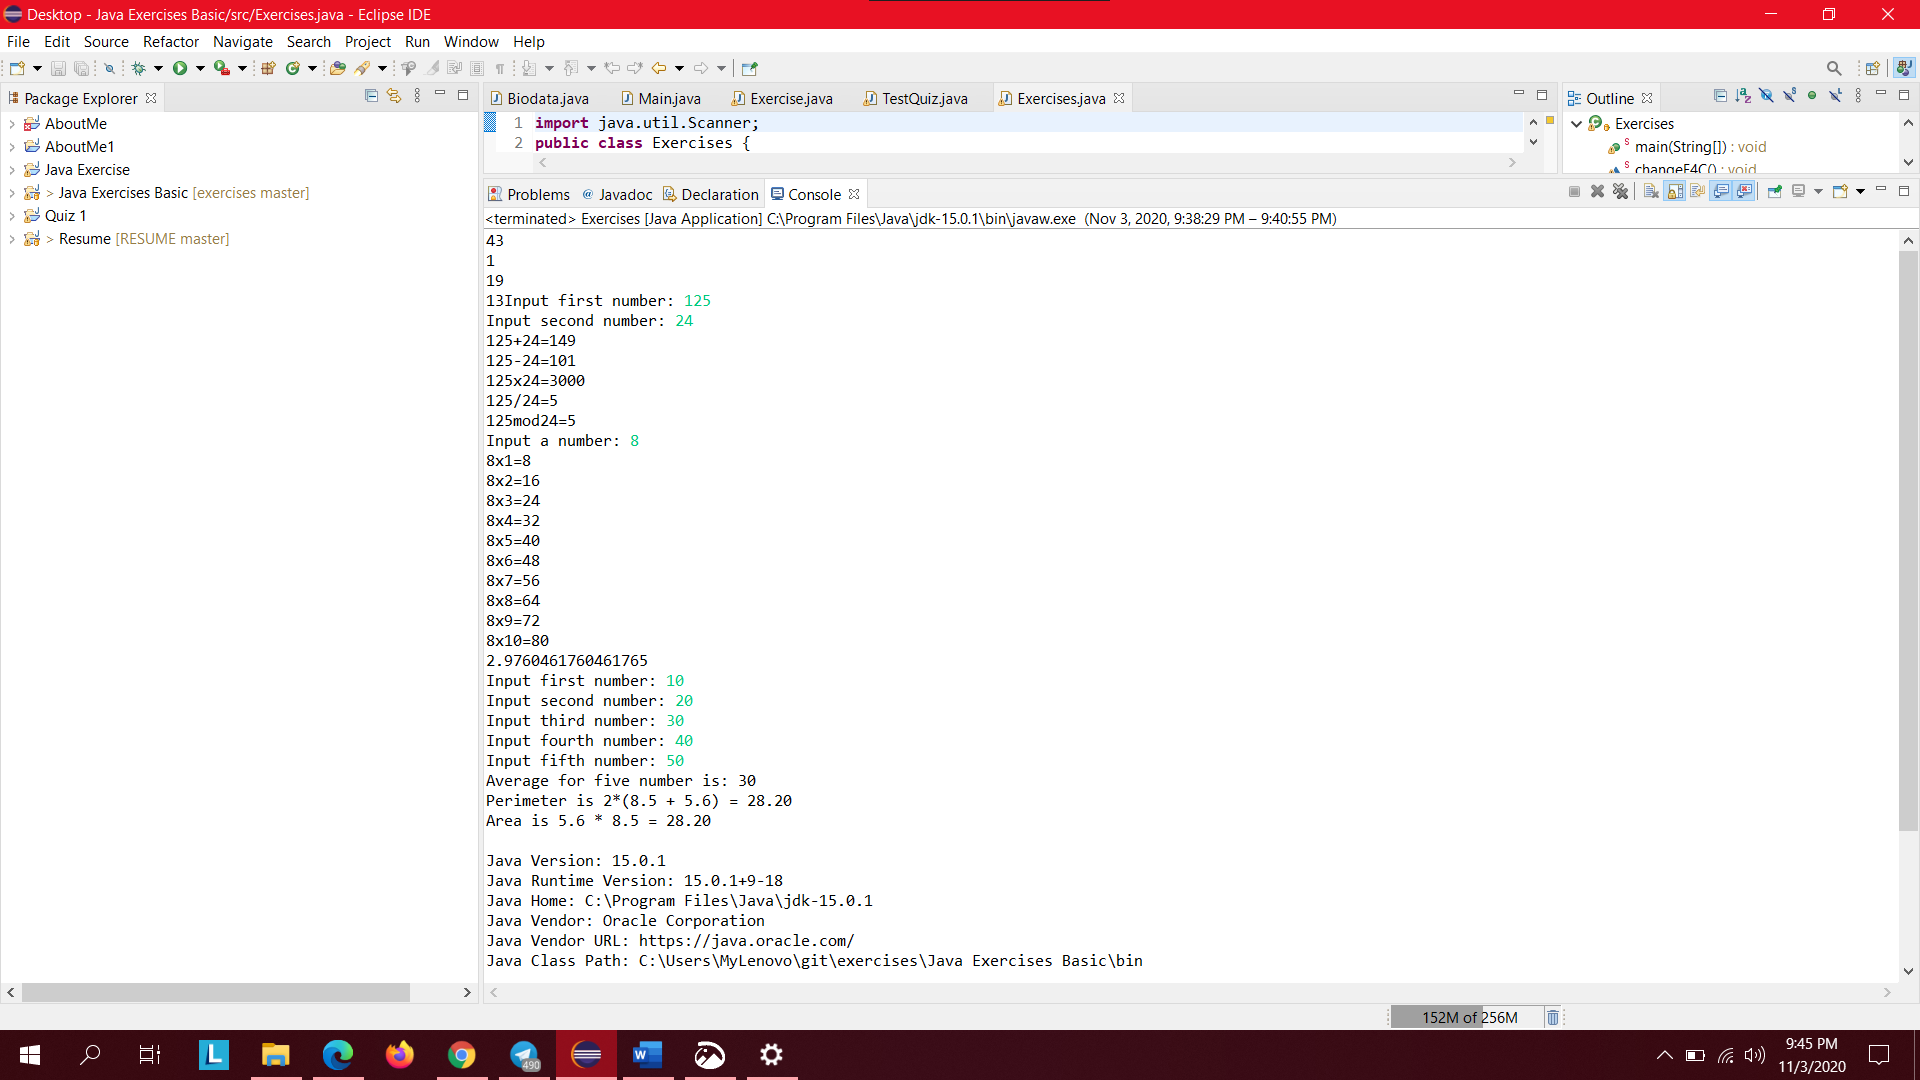 Desktop - Java Exercises Basic/src/Exercises.java - Eclipse IDE
File Edit Source Refactor Navigate Search Project Run Window Help
Package Explorer
AboutMe
AboutMe1
Java Exercise
> Java Exercises Basic [exercises master]
Quiz 1
> Resume [RESUME master]
Biodata.java Main.java Exercise.java TestQuiz.java Exercises.java
1 import java.util.Scanner;
2 public class Exercises {
Outline
Exercises
main(String[]) : void
changeF4C() : void
Problems Javadoc Declaration Console
<terminated> Exercises [Java Application] C:\Program Files\Java\jdk-15.0.1\bin\javaw.exe (Nov 3, 2020, 9:38:29 PM – 9:40:55 PM)
43
1
19
13Input first number: 125
Input second number: 24
125+24=149
125-24=101
125x24=3000
125/24=5
125mod24=5
Input a number: 8
8x1=8
8x2=16
8x3=24
8x4=32
8x5=40
8x6=48
8x7=56
8x8=64
8x9=72
8x10=80
2.9760461760461765
Input first number: 10
Input second number: 20
Input third number: 30
Input fourth number: 40
Input fifth number: 50
Average for five number is: 30
Perimeter is 2*(8.5 + 5.6) = 28.20
Area is 5.6 * 8.5 = 28.20
Java Version: 15.0.1
Java Runtime Version: 15.0.1+9-18
Java Home: C:\Program Files\Java\jdk-15.0.1
Java Vendor: Oracle Corporation
Java Vendor URL: https://java.oracle.com/
Java Class Path: C:\Users\MyLenovo\git\exercises\Java Exercises Basic\bin
152M of 256M
L
490
W
9:45 PM
11/3/2020